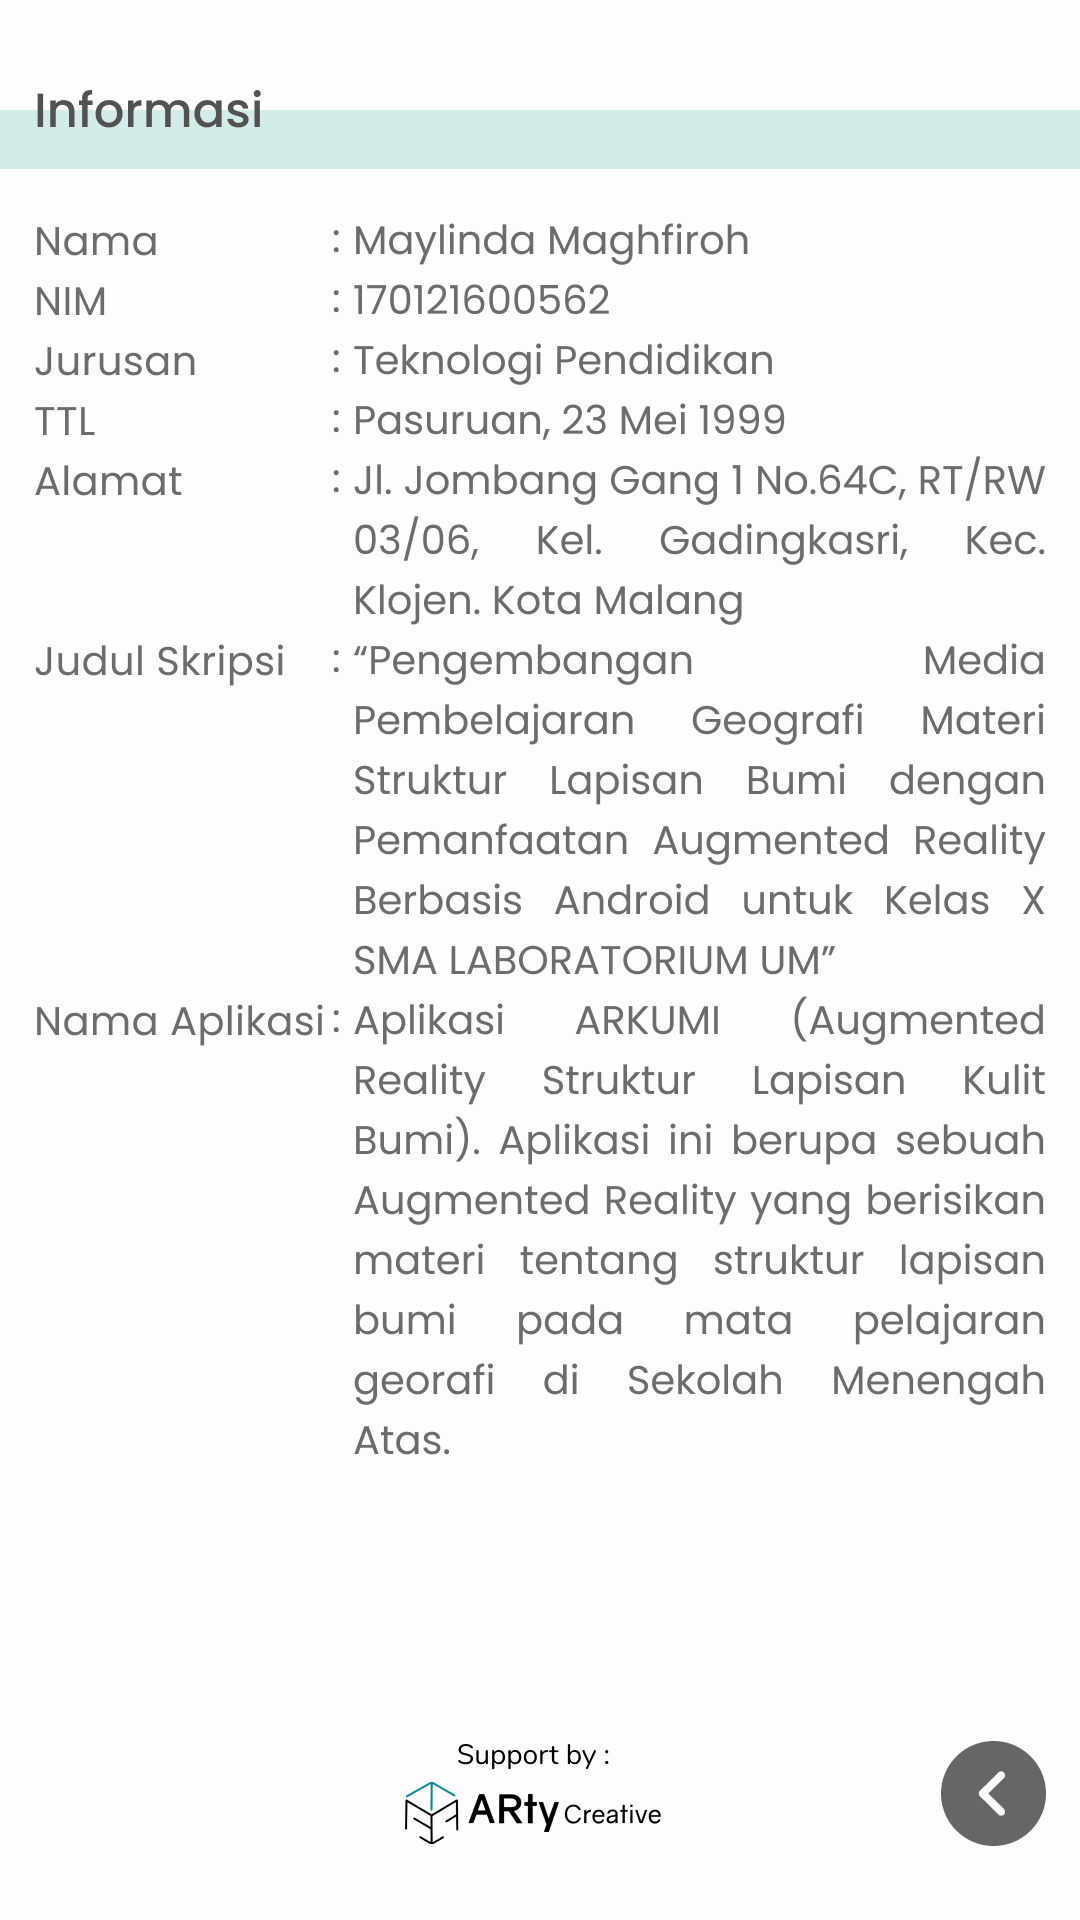 Informasi
Nama : Maylinda Maghfiroh
NIM : 170121600562
Jurusan : Teknologi Pendidikan
TTL : Pasuruan, 23 Mei 1999
Alamat : Jl. Jombang Gang 1 No.64C, RT/RW
03/06, Kel. Gadingkasri, Kec.
Klojen. Kota Malang
Judul Skripsi : “Pengembangan Media
Pembelajaran Geografi Materi
Struktur Lapisan Bumi dengan
Pemanfaatan Augmented Reality
Berbasis Android untuk Kelas X
SMA LABORATORIUM UM”
Nama Aplikasi : Aplikasi ARKUMI (Augmented
Reality Struktur Lapisan Kulit
Bumi). Aplikasi ini berupa sebuah
Augmented Reality yang berisikan
materi tentang struktur lapisan
bumi pada mata pelajaran
georafi di Sekolah Menengah
Atas.
Support by :
ARty Creative